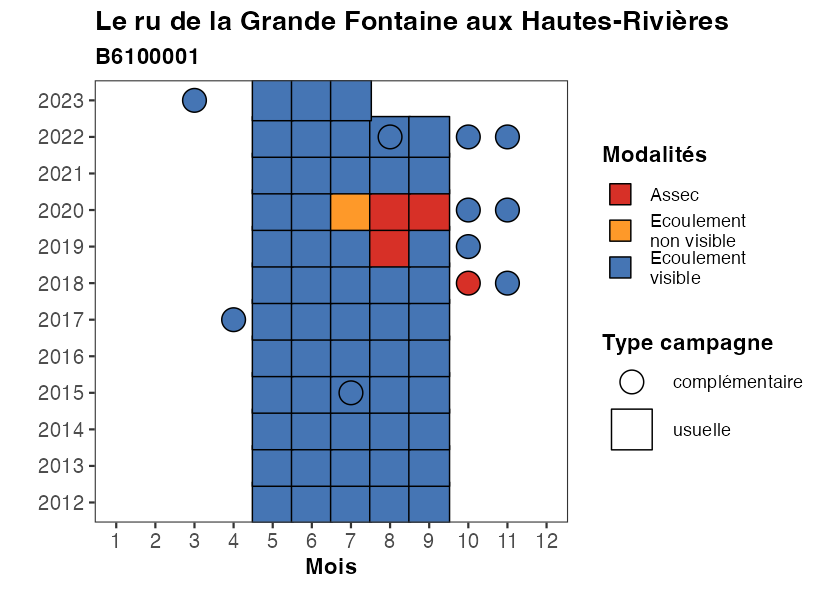 Le ru de la Grande Fontaine aux Hautes-Rivières
B6100001
2023
2022
2021
2020
2019
2018
2017
2016
2015
2014
2013
2012
1 2 3 4 5 6 7 8 9 10 11 12
Mois
Modalités
Assec
Ecoulement
non visible
Ecoulement
visible
Type campagne
complémentaire
usuelle